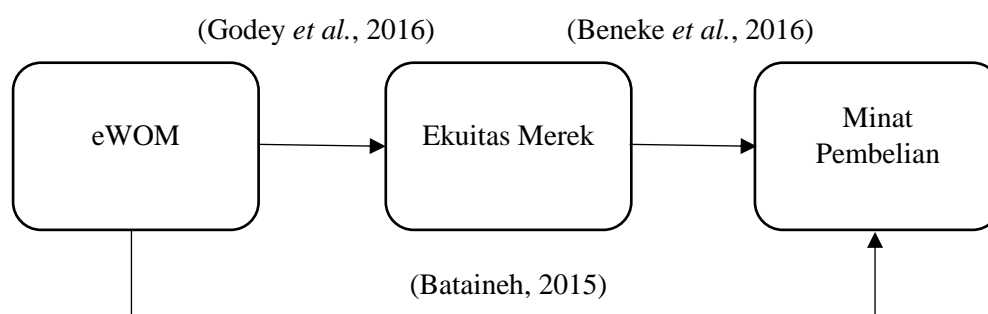 (Godey et al., 2016) (Beneke et al., 2016)
eWOM
Ekuitas Merek
Minat
Pembelian
(Bataineh, 2015)